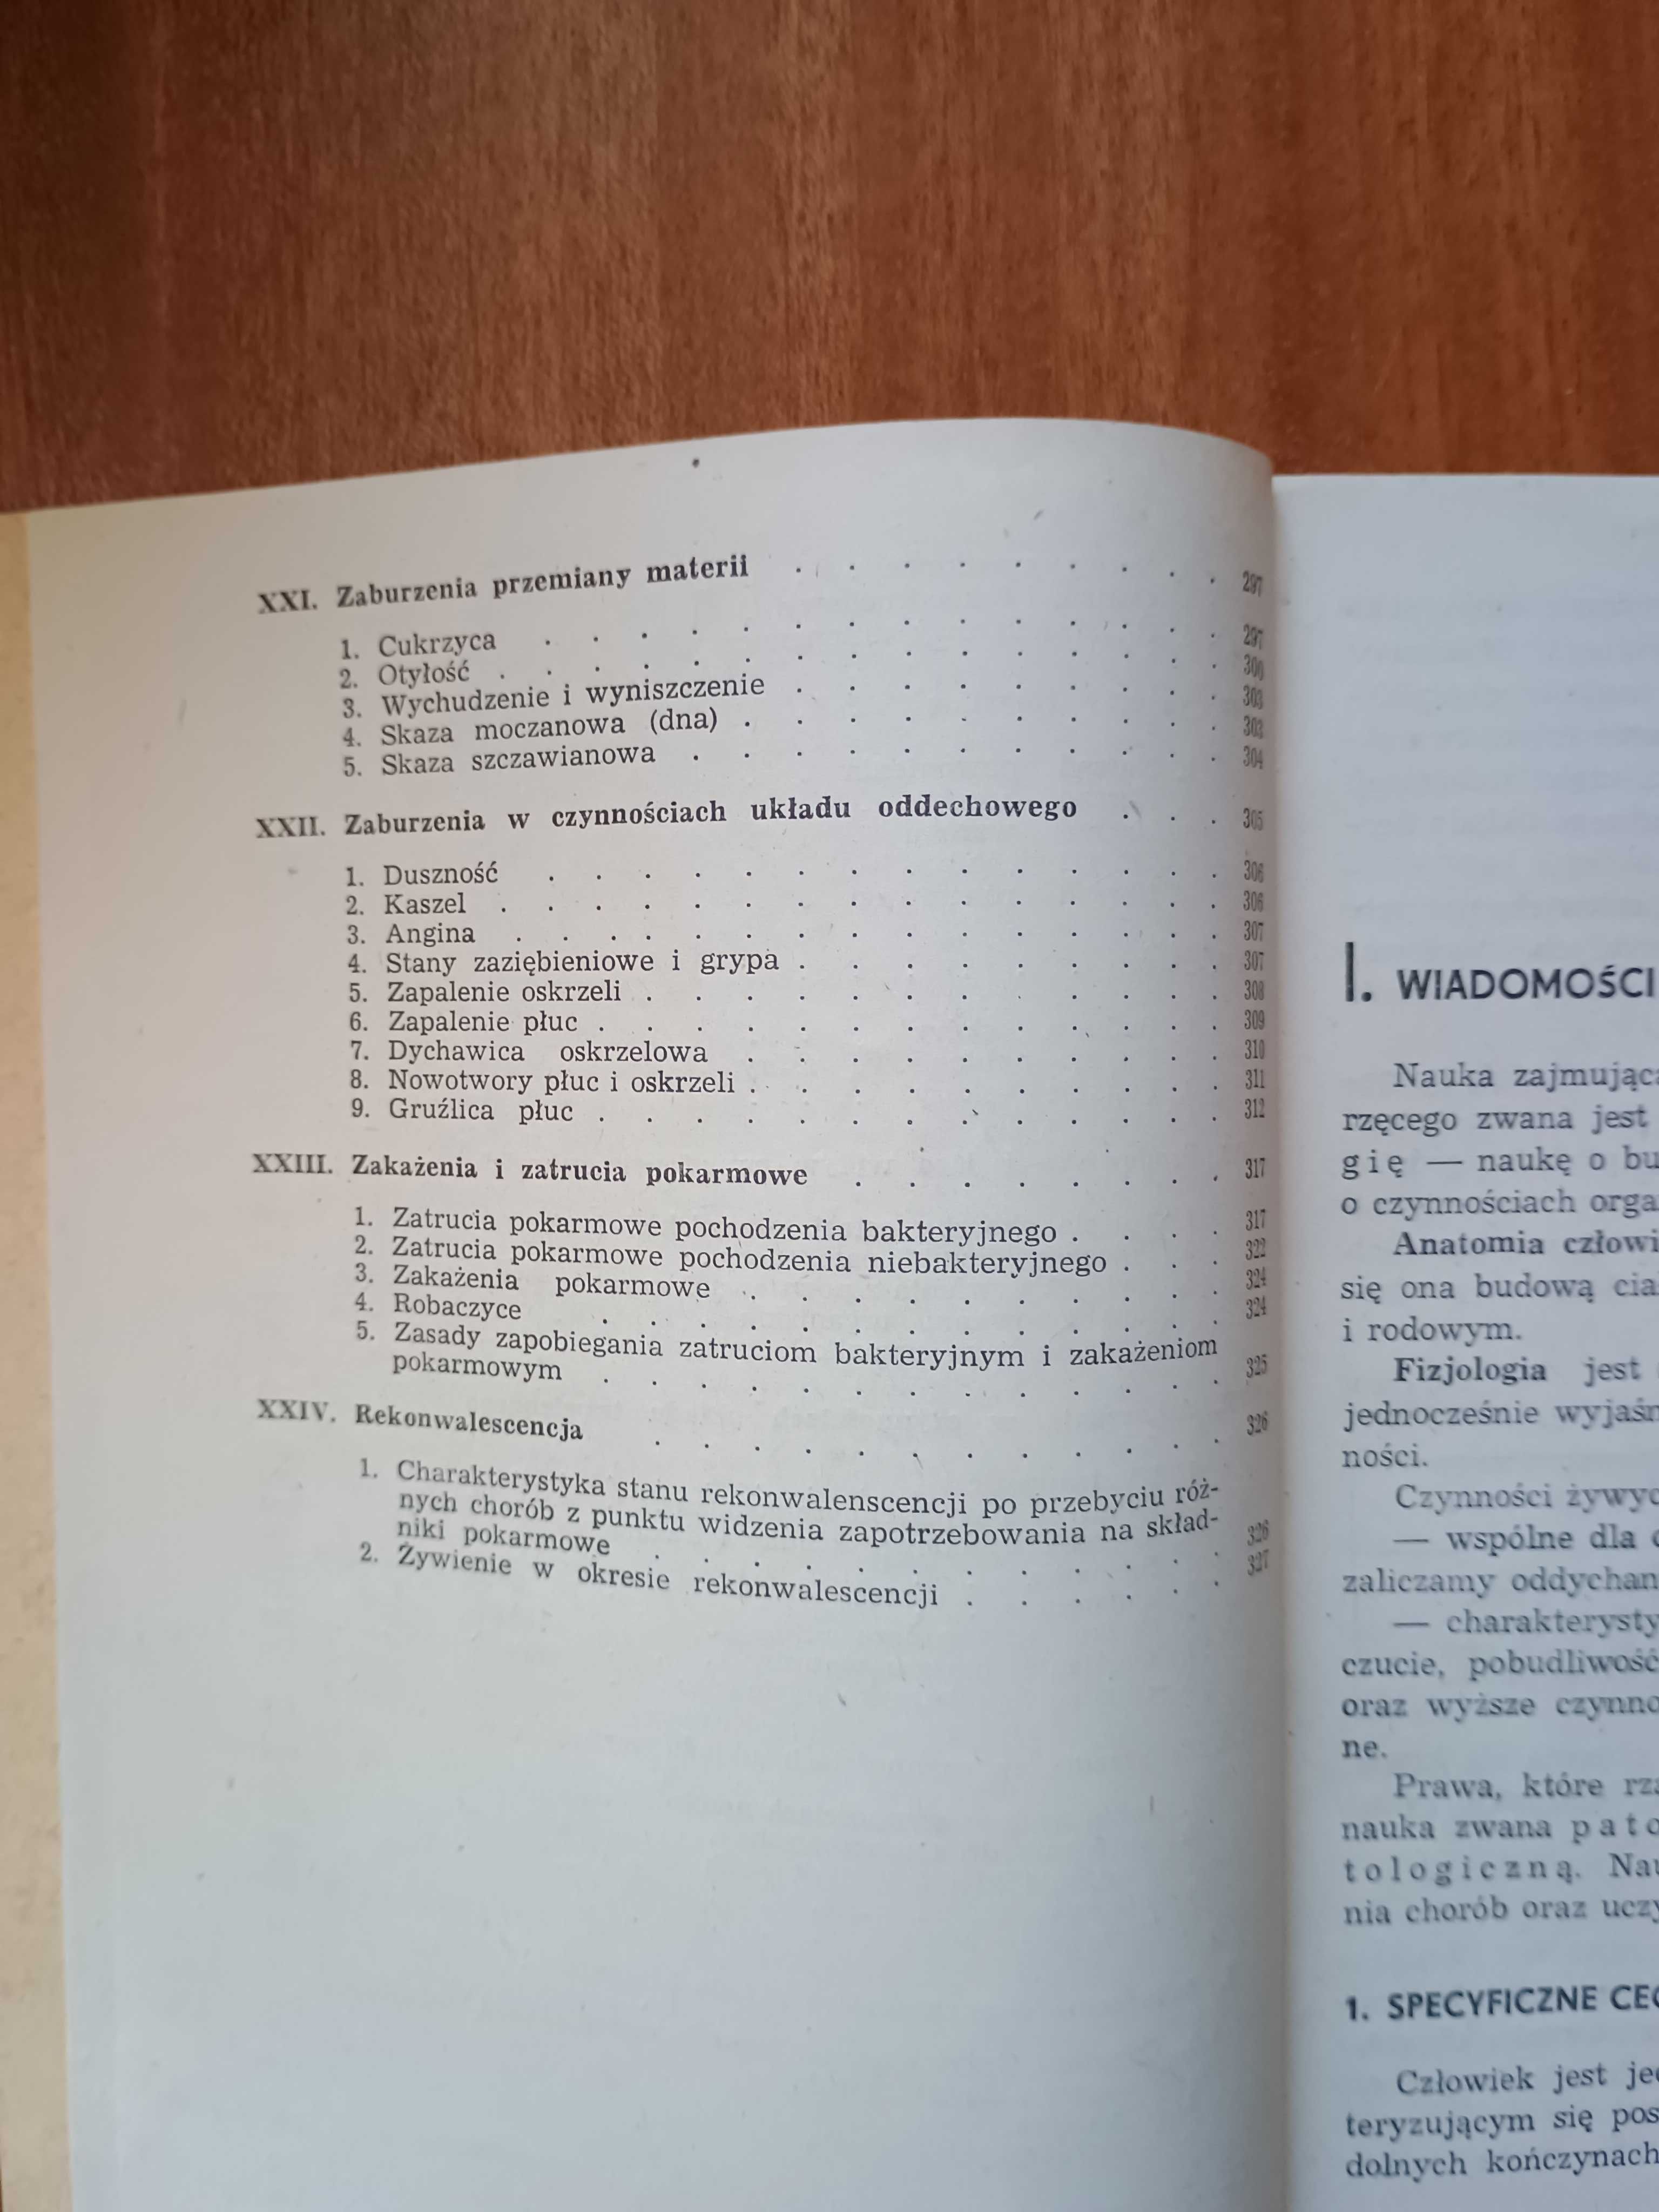 XXI. Zaburzenia przemiany materii . . . . . . . . . 297
1. Cukrzyca . . . . . . . . . . . . . . 297
2. Otyłość . . . . . . . . . . . . . . 300
3. Wychudzenie i wyniszczenie . . . . . . . . . 303
4. Skaza moczanowa (dna) . . . . . . . . . . 303
5. Skaza szczawianowa . . . . . . . . . . . 304
XXII. Zaburzenia w czynnościach układu oddechowego . . . 305
1. Duszność . . . . . . . . . . . . . . 306
2. Kaszel . . . . . . . . . . . . . . . 306
3. Angina . . . . . . . . . . . . . . . 307
4. Stany zaziębieniowe i grypa . . . . . . . . . 307
5. Zapalenie oskrzeli . . . . . . . . . . . . 308
6. Zapalenie płuc . . . . . . . . . . . . . 309
7. Dychawica oskrzelowa . . . . . . . . . . 310
8. Nowotwory płuc i oskrzeli . . . . . . . . . . 311
9. Gruźlica płuc . . . . . . . . . . . . . 312
XXIII. Zakażenia i zatrucia pokarmowe . . . . . . . . 317
1. Zatrucia pokarmowe pochodzenia bakteryjnego . . . . 317
2. Zatrucia pokarmowe pochodzenia niebakteryjnego . . . 322
3. Zakażenia pokarmowe . . . . . . . . . . 324
4. Robaczyce . . . . . . . . . . . . . 324
5. Zasady zapobiegania zatruciom bakteryjnym i zakażeniom
pokarmowym . . . . . . . . . . . . . 325
XXIV. Rekonwalescencja . . . . . . . . . . . . 326
1. Charakterystyka stanu rekonwalenscencji po przebyciu róż-
nych chorób z punktu widzenia zapotrzebowania na skład-
niki pokarmowe . . . . . . . . . . . . 326
2. Żywienie w okresie rekonwalescencji . . . . . . 327
I. WIADOMOŚCI
Nauka zajmując
rzęcego zwana jest
gię — naukę o bu
o czynnościach orga
Anatomia człowi
się ona budową cia
i rodowym.
Fizjologia jest
jednocześnie wyjaśn
ności.
Czynności żywyc
— wspólne dla
zaliczamy oddychan
— charakterysty
czucie, pobudliwość
oraz wyższe czynno
ne.
Prawa, które rzą
nauka zwana pato
tologiczną. Nau
nia chorób oraz uczy
1. SPECYFICZNE CEC
Człowiek jest je
teryzującym się pos
dolnych kończynach